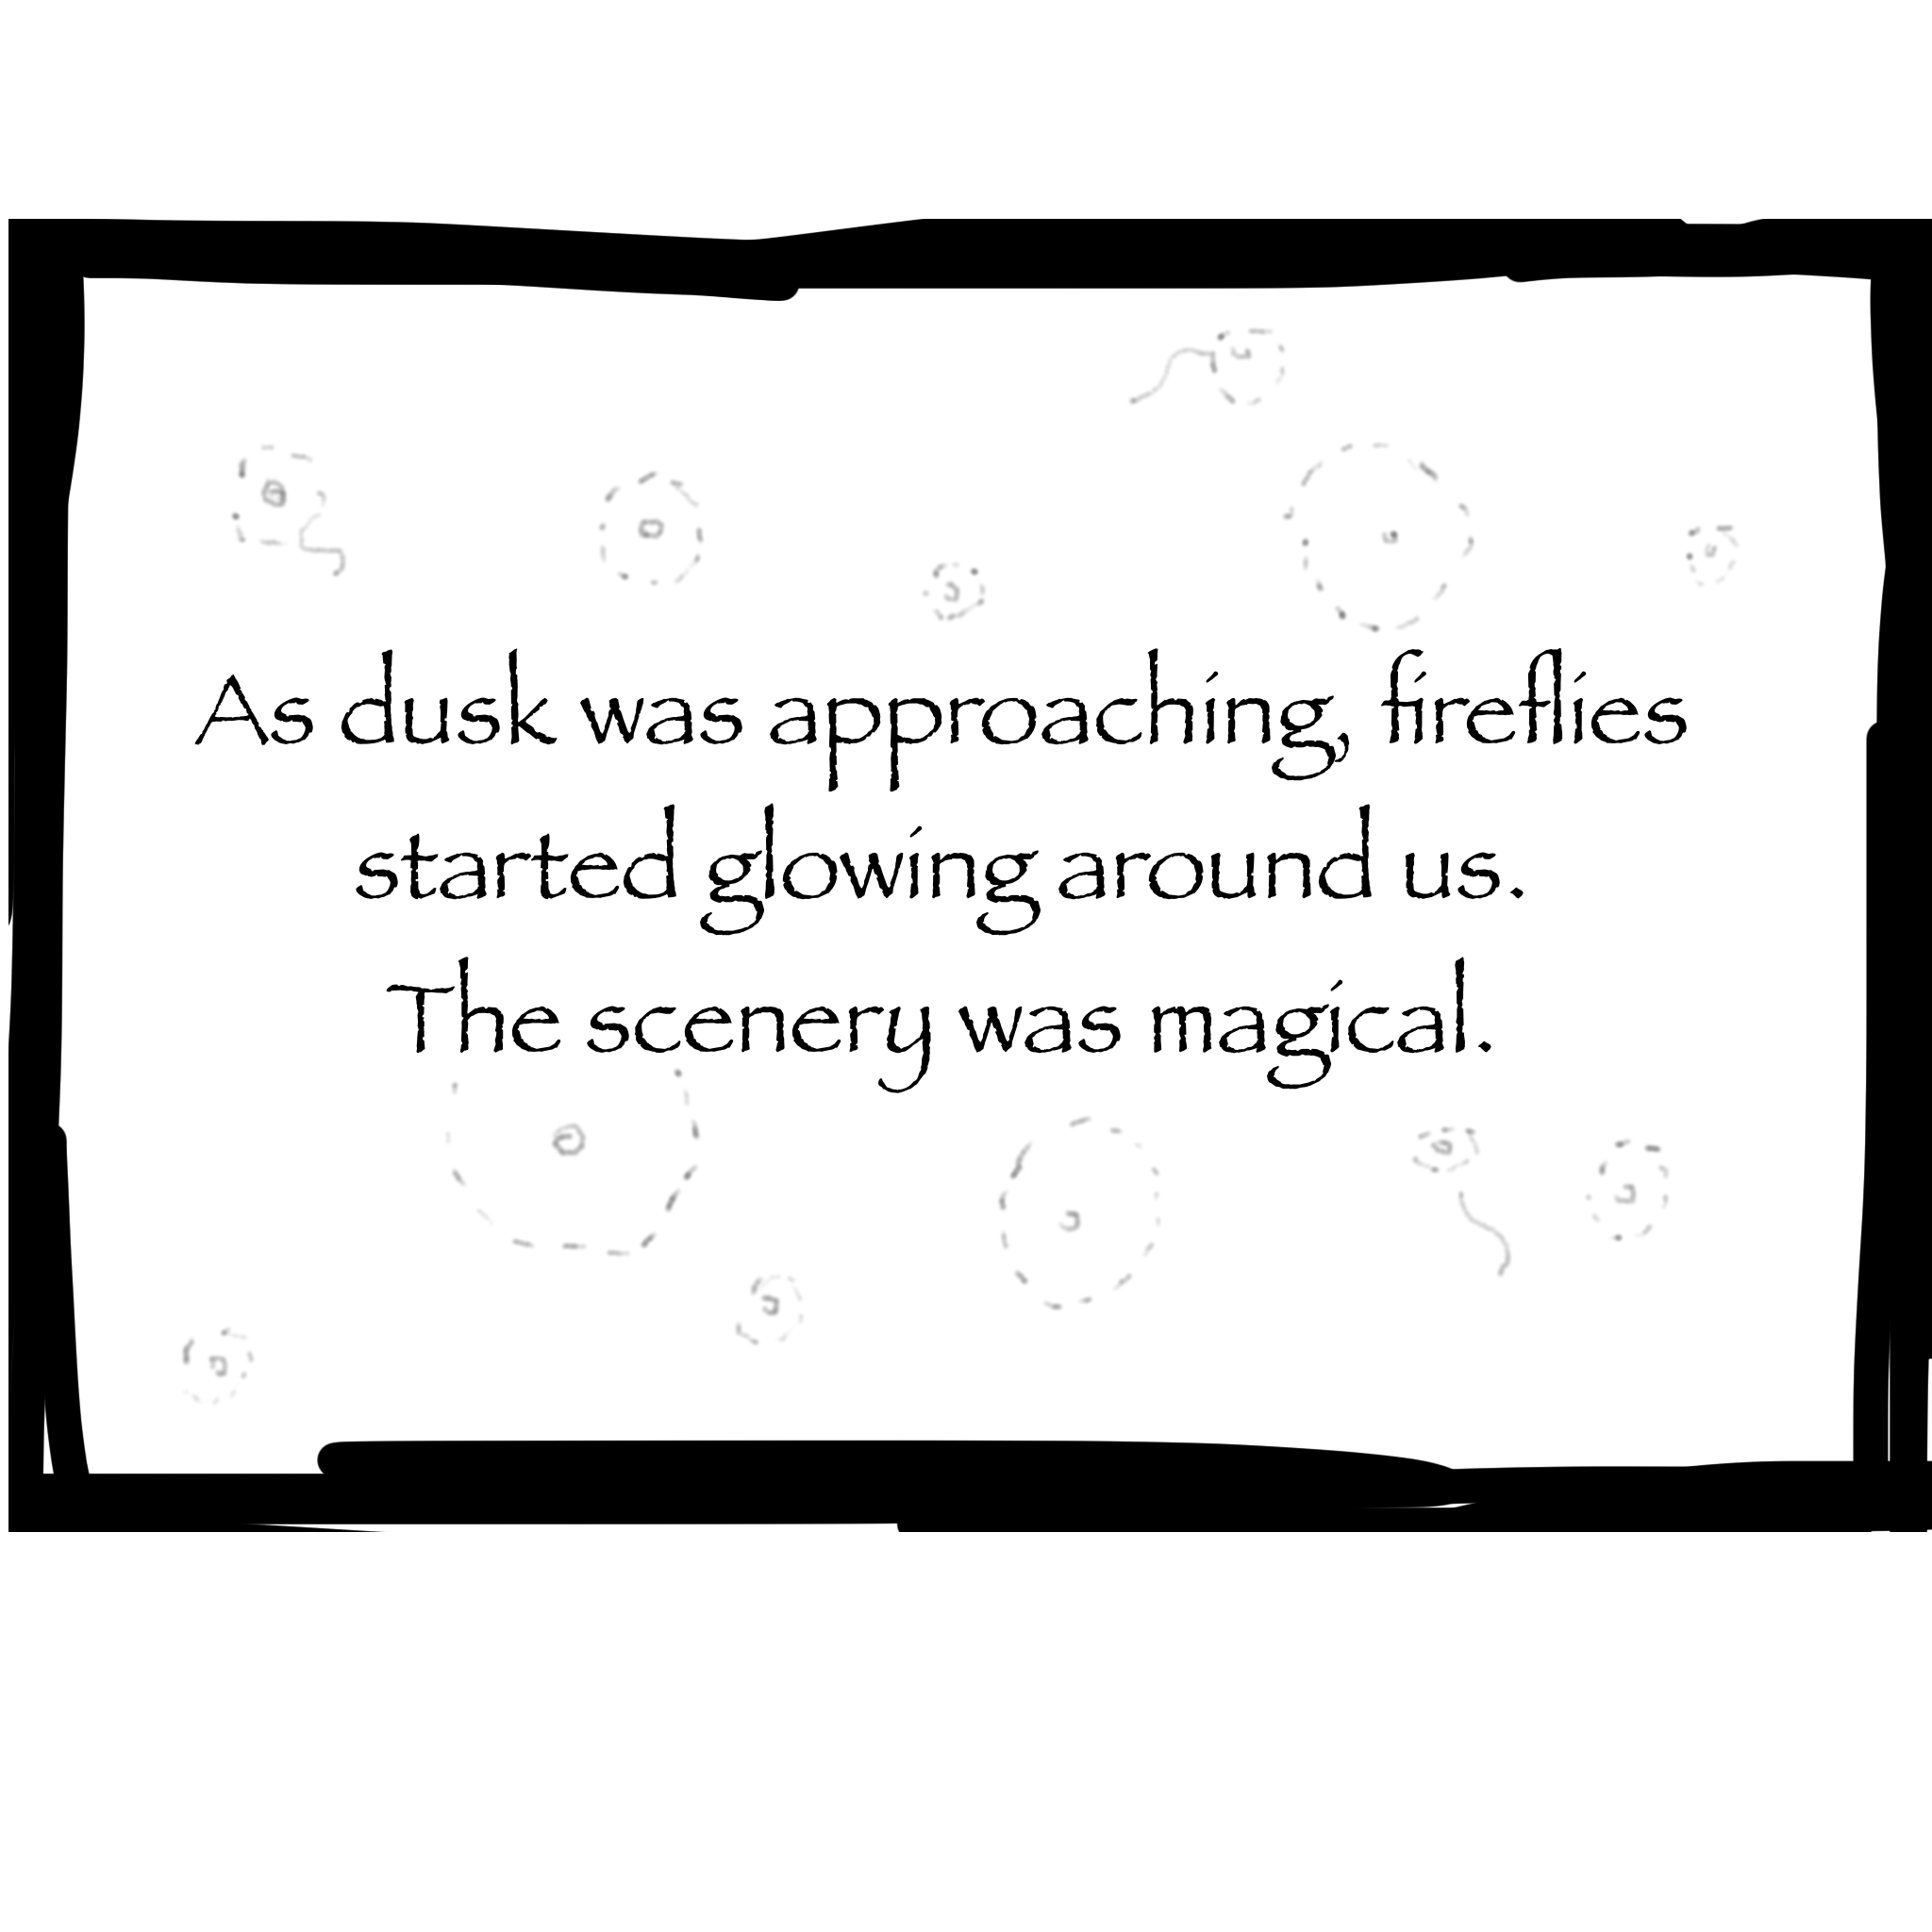 As dusk was approaching, fireflies
started glowing around us.
The scenery was magical.